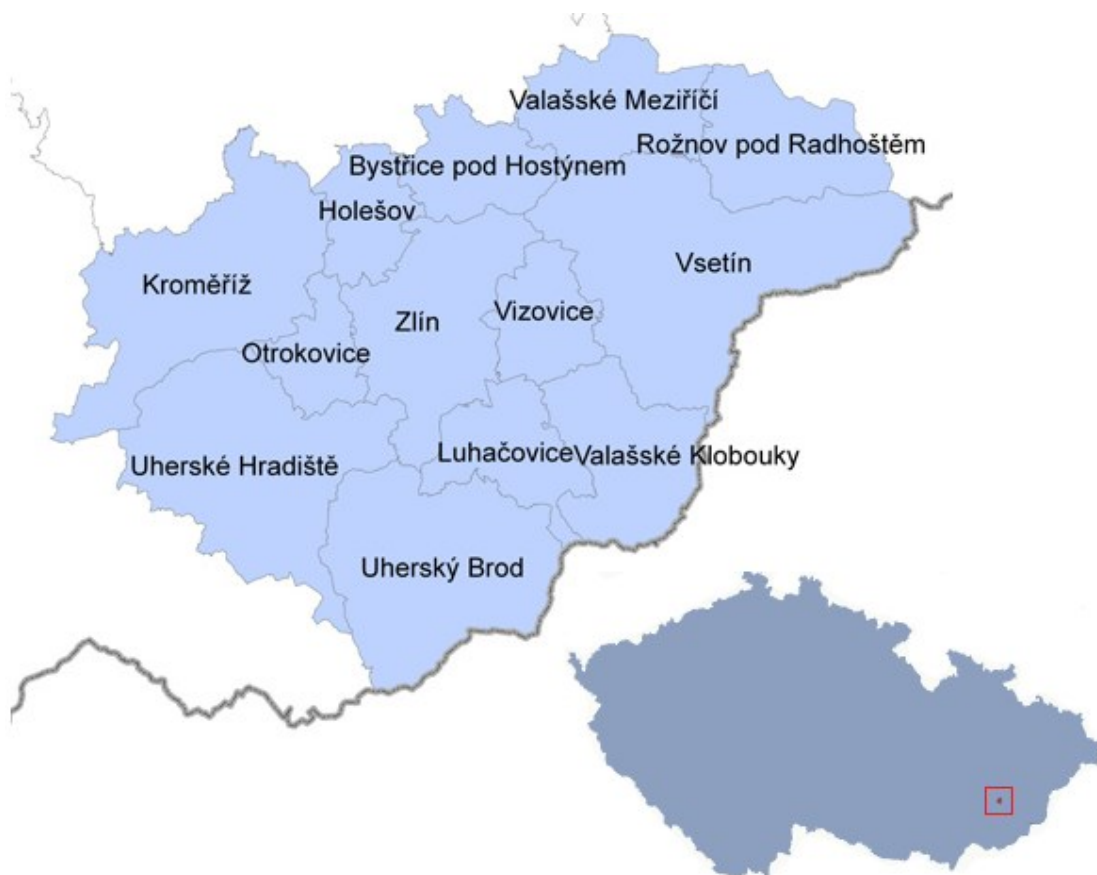 Valašské Meziříčí
Rožnov pod Radhoštěm
Bystřice pod Hostýnem
Holešov
Vsetín
Kroměříž
Vizovice
Zlín
Otrokovice
Luhačovice
Valašské Klobouky
Uherské Hradiště
Uherský Brod